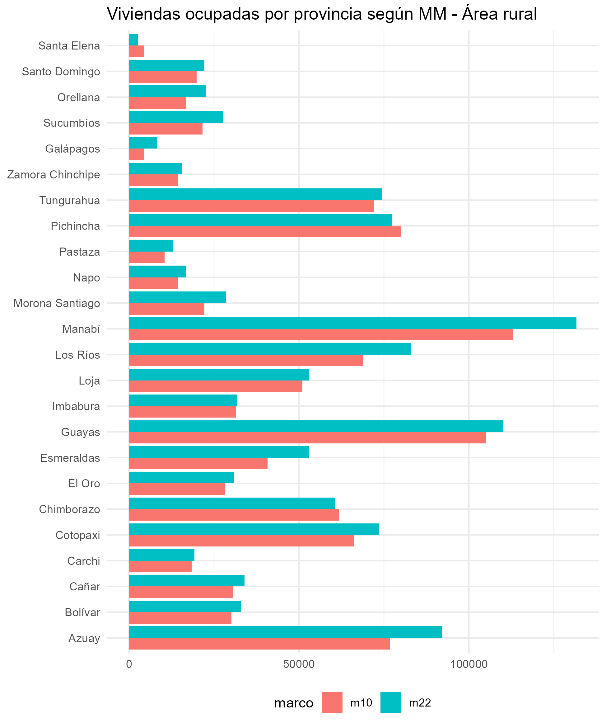 Viviendas ocupadas por provincia según MM - Área rural
Santa Elena
Santo Domingo
Orellana
Sucumbíos
Galápagos
Zamora Chinchipe
Tungurahua
Pichincha
Pastaza
Napo
Morona Santiago
Manabí
Los Ríos
Loja
Imbabura
Guayas
Esmeraldas
El Oro
Chimborazo
Cotopaxi
Carchi
Cañar
Bolívar
Azuay
0 50000 100000
marco m10 m22